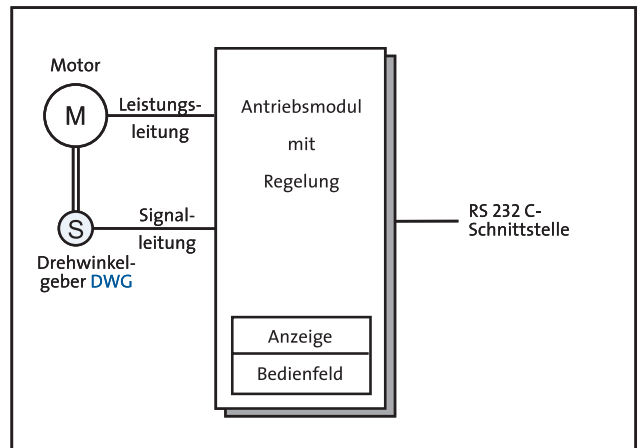 Motor
M
Leistungs-
leitung
Antriebsmodul
mit
Regelung
S
Signal-
leitung
Drehwinkel-
geber DWG
RS 232 C-
Schnittstelle
Anzeige
Bedienfeld